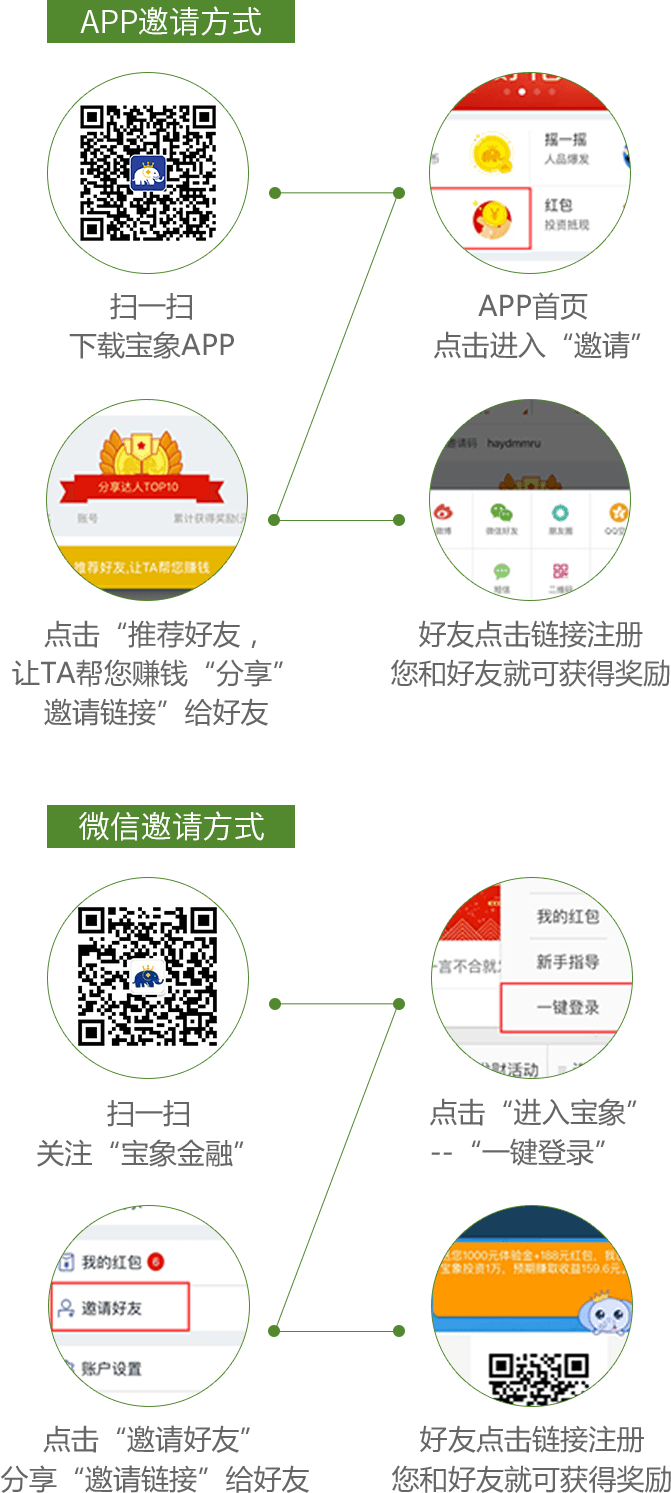 APP邀请方式
摇一摇
人品爆发
红包
投资抵现
扫一扫
下载宝象APP
APP首页
点击进入“邀请”
分享达人TOP10
账号
累计获得奖励(元
推荐好友,让TA帮您赚钱
邀请码 haydmmru
微博
微信好友
朋友圈
QQ空
短信
二维码
点击“推荐好友，
让TA帮您赚钱“分享”
邀请链接”给好友
好友点击链接注册
您和好友就可获得奖励
微信邀请方式
我的红包
一言不合就
新手指导
一键登录
财活动
扫一扫
关注“宝象金融”
点击“进入宝象”
--“一键登录”
我的红包 6
邀请好友
账户设置
送您1000元体验金+188元红包，我
宝象投资1万，预期赚取收益159.6元
点击“邀请好友”
分享“邀请链接”给好友
好友点击链接注册
您和好友就可获得奖励